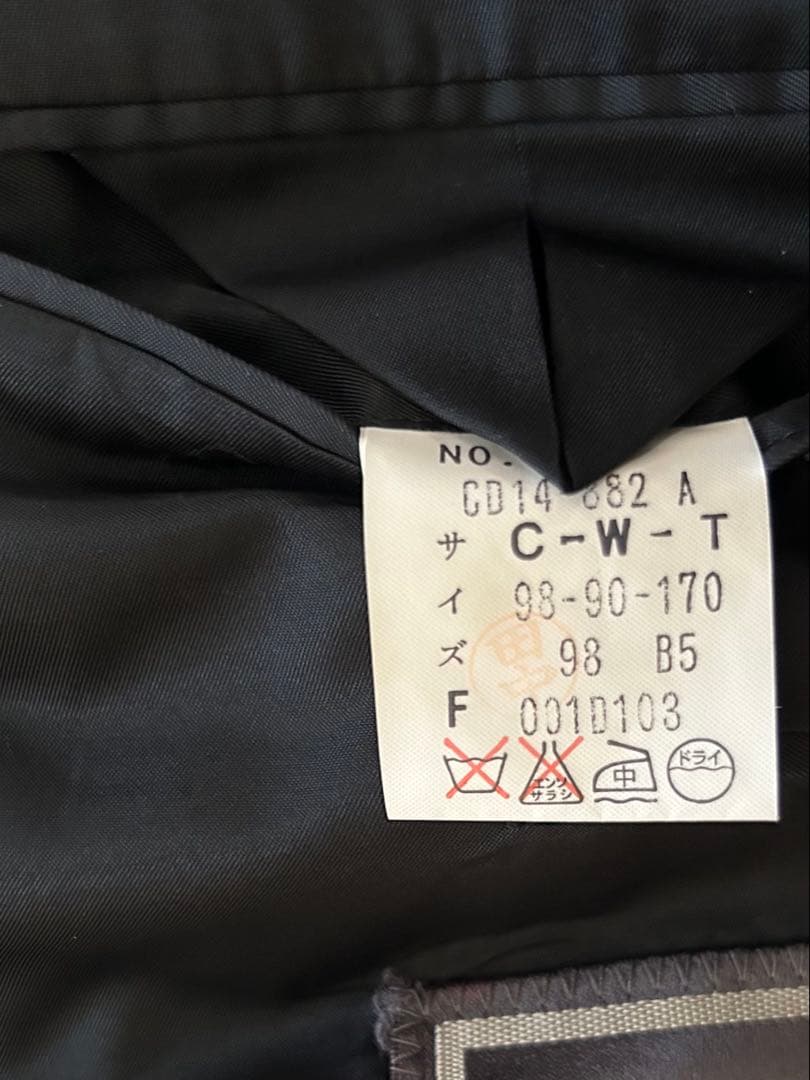 NO.
CD14 882 A
サイズ
C-W-T
98-90-170
98 B5
F 001D103
エンソ
サラシ
中
ドライ